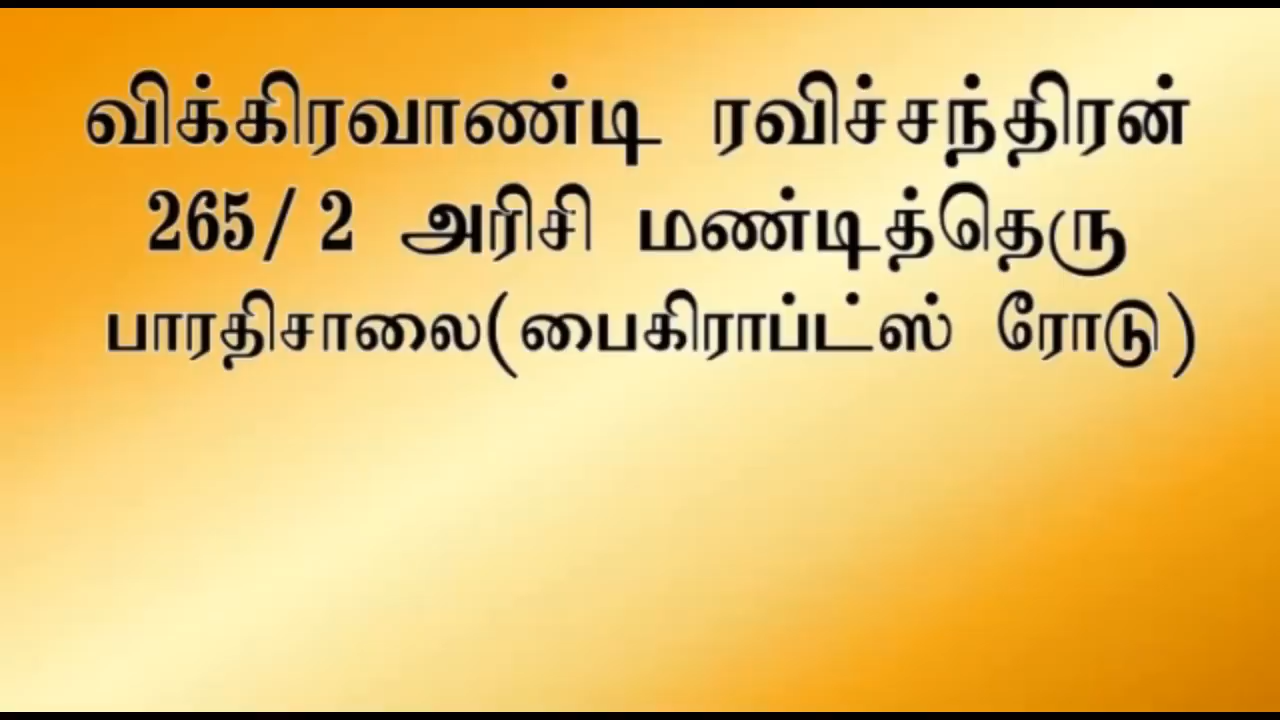 விக்கிரவாண்டி ரவிச்சந்திரன்
265/ 2 அரிசி மண்டித்தெரு
பாரதிசாலை(பைகிராப்ட்ஸ் ரோடு)